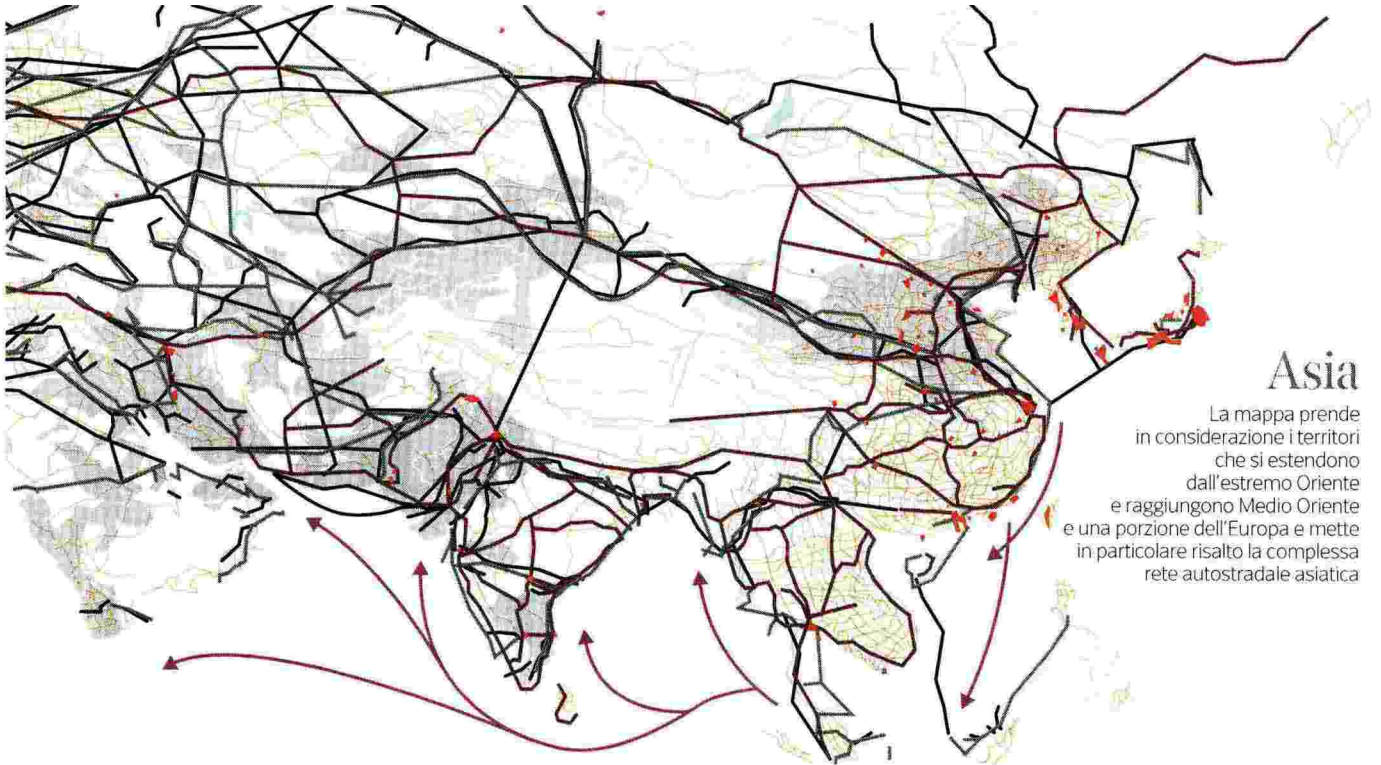 Asia
La mappa prende
in considerazione i territori
che si estendono
dall'estremo Oriente
e raggiungono Medio Oriente
e una porzione dell'Europa e mette
in particolare risalto la complessa
rete autostradale asiatica